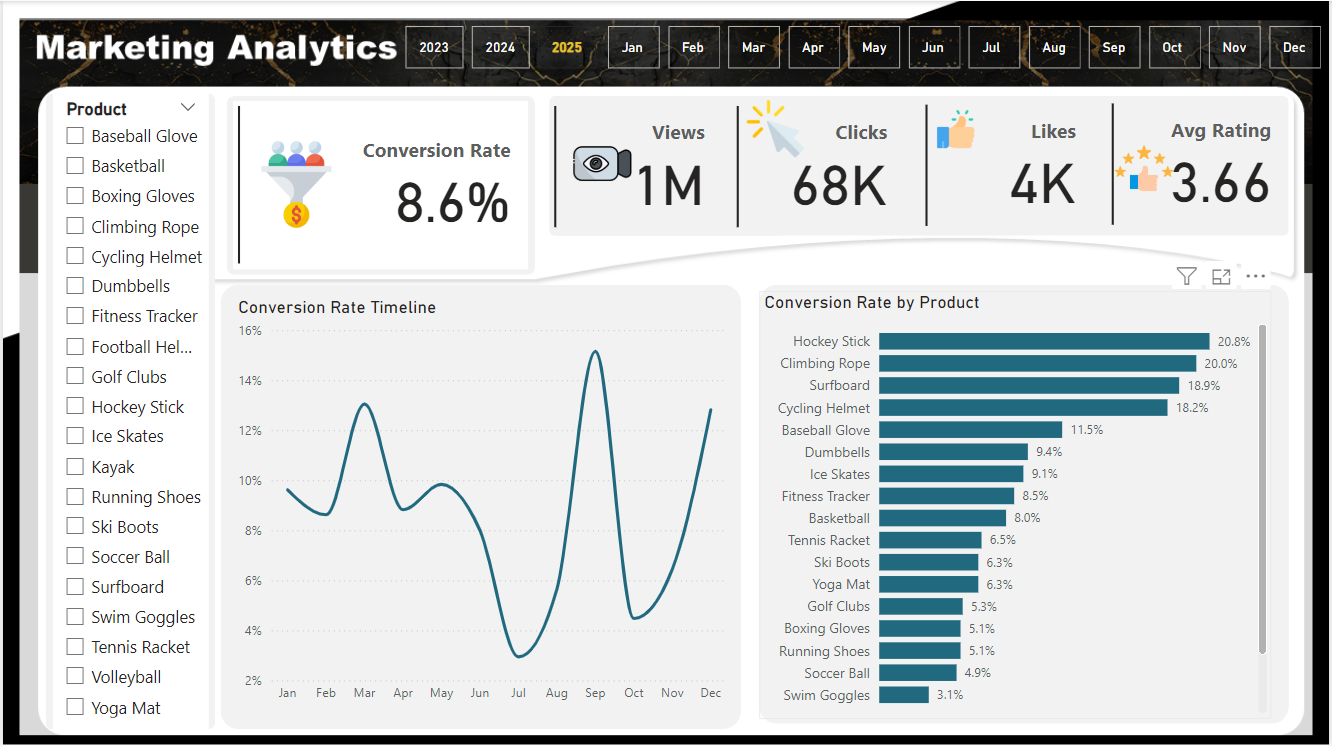 Marketing Analytics
2023 2024 2025 Jan Feb Mar Apr May Jun Jul Aug Sep Oct Nov Dec
Product
Baseball Glove
Basketball
Boxing Gloves
Climbing Rope
Cycling Helmet
Dumbbells
Fitness Tracker
Football Hel...
Golf Clubs
Hockey Stick
Ice Skates
Kayak
Running Shoes
Ski Boots
Soccer Ball
Surfboard
Swim Goggles
Tennis Racket
Volleyball
Yoga Mat
Conversion Rate
8.6%
$
Views
1M
Clicks
68K
Likes
4K
Avg Rating
3.66
Conversion Rate Timeline
16%
14%
12%
10%
8%
6%
4%
2%
Jan Feb Mar Apr May Jun Jul Aug Sep Oct Nov Dec
Conversion Rate by Product
Hockey Stick 20.8%
Climbing Rope 20.0%
Surfboard 18.9%
Cycling Helmet 18.2%
Baseball Glove 11.5%
Dumbbells 9.4%
Ice Skates 9.1%
Fitness Tracker 8.5%
Basketball 8.0%
Tennis Racket 6.5%
Ski Boots 6.3%
Yoga Mat 6.3%
Golf Clubs 5.3%
Boxing Gloves 5.1%
Running Shoes 5.1%
Soccer Ball 4.9%
Swim Goggles 3.1%